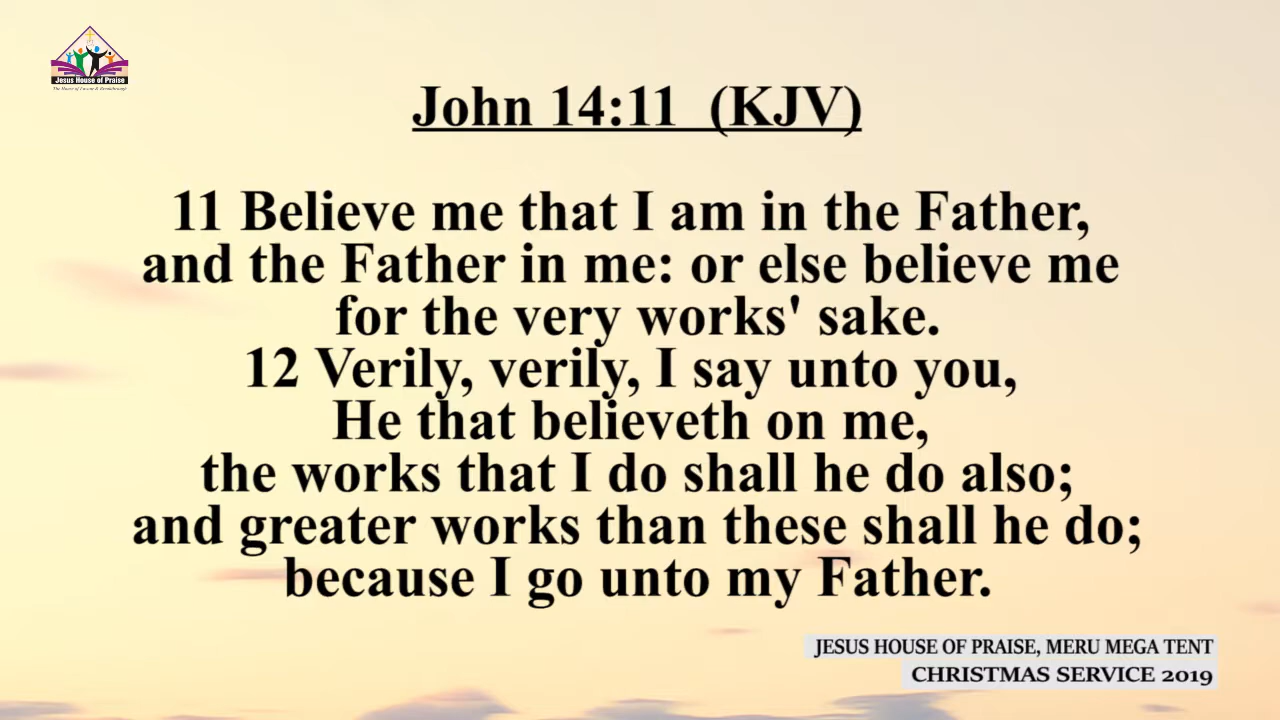 Jesus House of Praise
John 14:11 (KJV)
11 Believe me that I am in the Father,
and the Father in me: or else believe me
for the very works' sake.
12 Verily, verily, I say unto you,
He that believeth on me,
the works that I do shall he do also;
and greater works than these shall he do;
because I go unto my Father.
JESUS HOUSE OF PRAISE, MERU MEGA TENT
CHRISTMAS SERVICE 2019